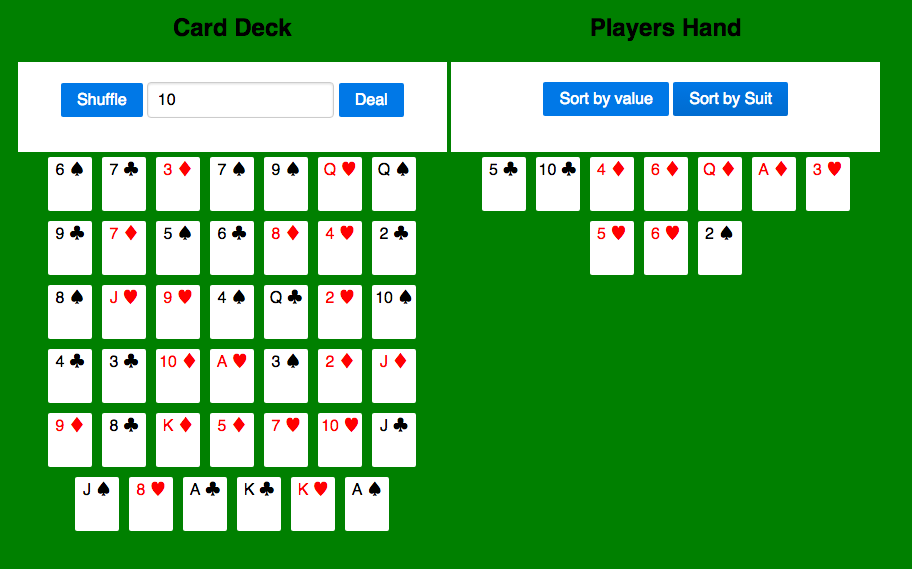 Card Deck
Players Hand
Shuffle 10 Deal
Sort by value Sort by Suit
6 ♠ 7 ♣ 3 ♦ 7 ♠ 9 ♠ Q ♥ Q ♠
9 ♣ 7 ♦ 5 ♠ 6 ♣ 8 ♦ 4 ♥ 2 ♣
8 ♠ J ♥ 9 ♥ 4 ♠ Q ♣ 2 ♥ 10 ♠
4 ♣ 3 ♣ 10 ♦ A ♥ 3 ♠ 2 ♦ J ♦
9 ♦ 8 ♣ K ♦ 5 ♦ 7 ♥ 10 ♥ J ♣
J ♠ 8 ♥ A ♣ K ♣ K ♥ A ♠
5 ♣ 10 ♣ 4 ♦ 6 ♦ Q ♦ A ♦ 3 ♥
5 ♥ 6 ♥ 2 ♠